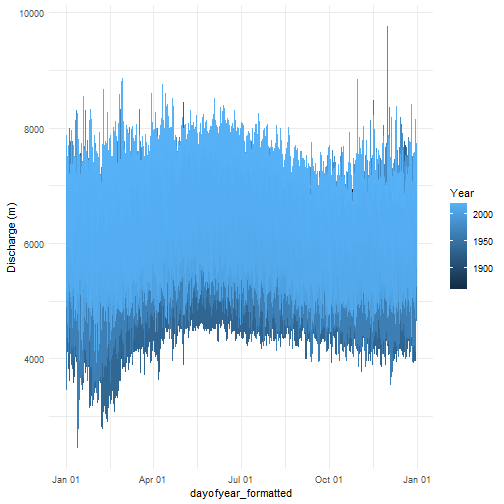 10000
8000
6000
4000
Discharge (m)
Jan 01
Apr 01
Jul 01
Oct 01
Jan 01
dayofyear_formatted
Year
2000
1950
1900